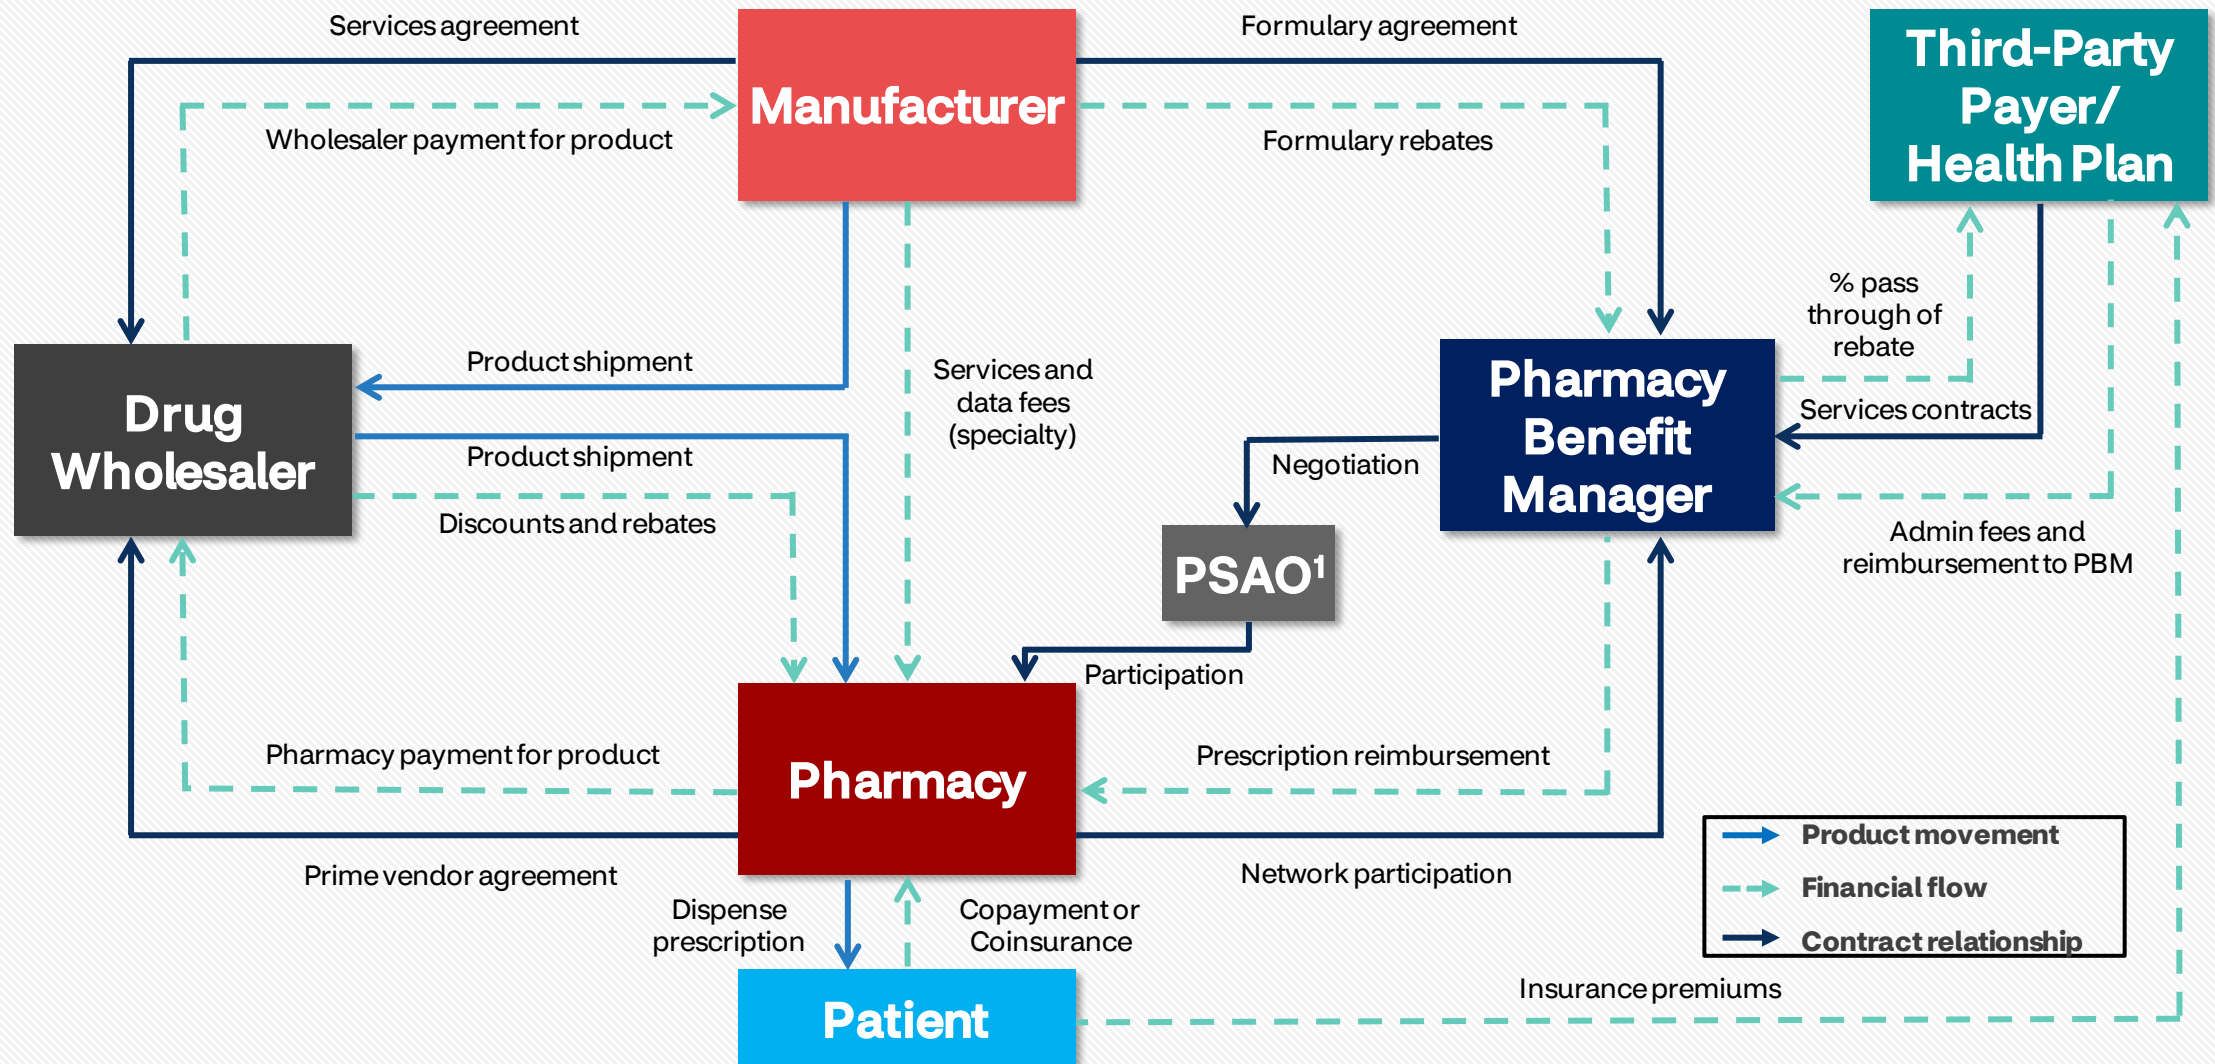 Services agreement
Formulary agreement
Third-Party
Payer/
Health Plan
Manufacturer
Wholesaler payment for product
Formulary rebates
% pass
through of
rebate
Product shipment
Services and
data fees
(specialty)
Drug
Wholesaler
Pharmacy
Benefit
Manager
Services contracts
Product shipment
Negotiation
Discounts and rebates
Admin fees and
reimbursement to PBM
PSAO¹
Participation
Pharmacy payment for product
Pharmacy
Prescription reimbursement
Prime vendor agreement
Network participation
Product movement
Financial flow
Contract relationship
Dispense
prescription
Copayment or
Coinsurance
Insurance premiums
Patient